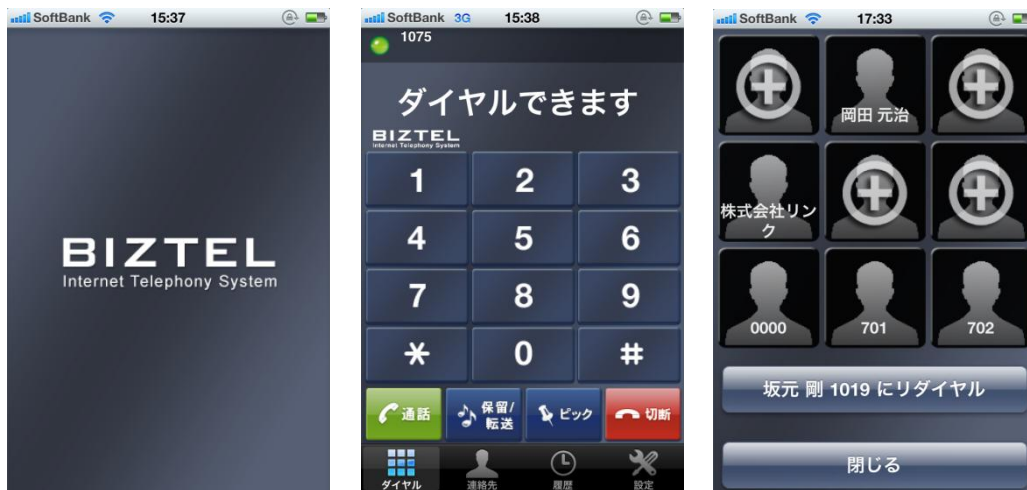 SoftBank 15:37
BIZTEL
Internet Telephony System
SoftBank 3G 15:38
1075
ダイヤルできます
BIZTEL
Internet Telephony System
1 2 3
4 5 6
7 8 9
* 0 #
通話 保留/転送 ピック 切断
ダイヤル 連絡先 履歴 設定
SoftBank 17:33
岡田 元治
株式会社リン
ク
0000 701 702
坂元 剛 1019 にリダイヤル
閉じる